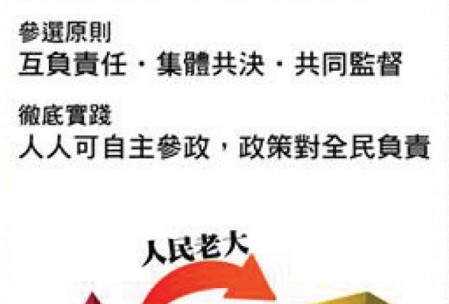 參選原則
互負責任・集體共決・共同監督
徹底實踐
人人可自主參政，政策對全民負責
人民老大